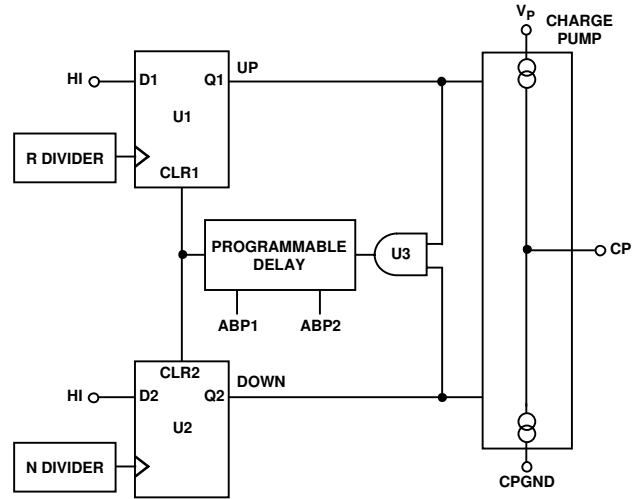 VP
CHARGE
PUMP
HI
D1
Q1
UP
U1
R DIVIDER
CLR1
PROGRAMMABLE
DELAY
U3
CP
ABP1
ABP2
CLR2
DOWN
HI
D2
Q2
U2
N DIVIDER
CPGND